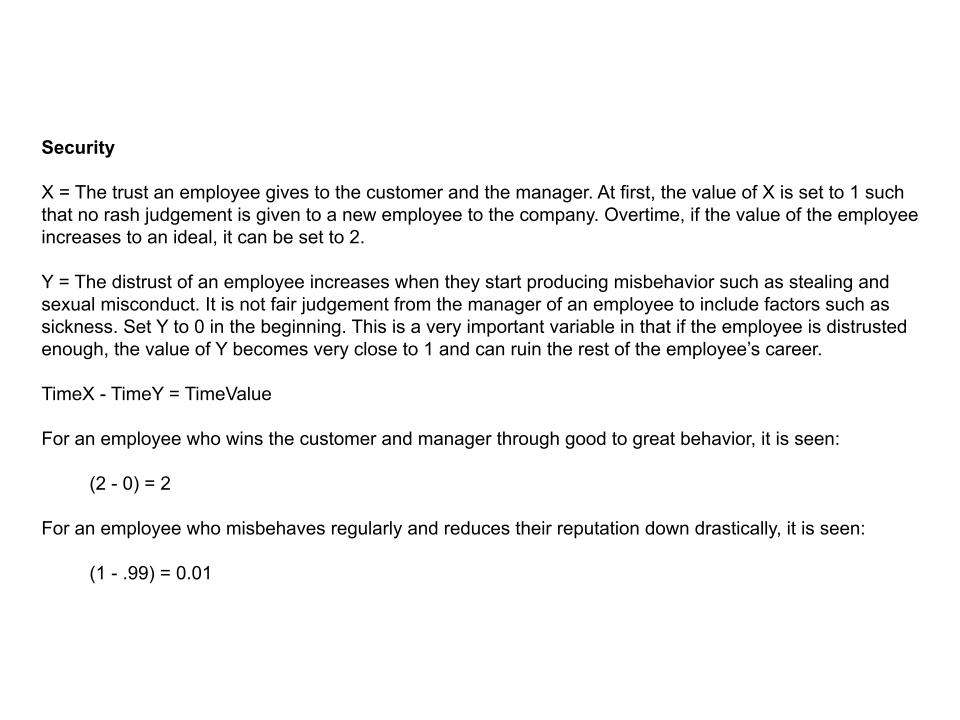 Security
X = The trust an employee gives to the customer and the manager. At first, the value of X is set to 1 such
that no rash judgement is given to a new employee to the company. Overtime, if the value of the employee
increases to an ideal, it can be set to 2.
Y = The distrust of an employee increases when they start producing misbehavior such as stealing and
sexual misconduct. It is not fair judgement from the manager of an employee to include factors such as
sickness. Set Y to 0 in the beginning. This is a very important variable in that if the employee is distrusted
enough, the value of Y becomes very close to 1 and can ruin the rest of the employee’s career.
TimeX - TimeY = TimeValue
For an employee who wins the customer and manager through good to great behavior, it is seen:
(2 - 0) = 2
For an employee who misbehaves regularly and reduces their reputation down drastically, it is seen:
(1 - .99) = 0.01